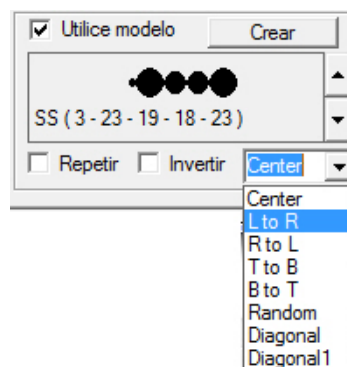 Utilice modelo Crear
SS ( 3 - 23 - 19 - 18 - 23 )
Repetir Invertir Center
Center
L to R
R to L
T to B
B to T
Random
Diagonal
Diagonal1